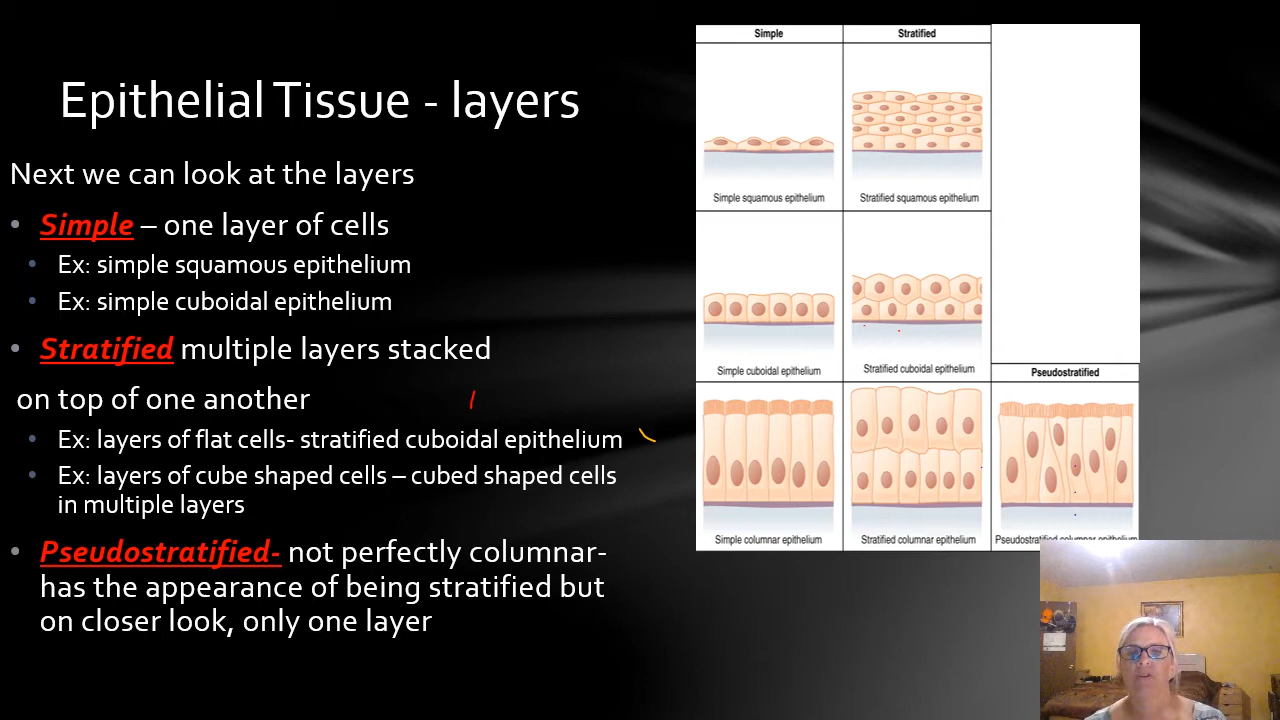 Epithelial Tissue - layers
Next we can look at the layers
Simple – one layer of cells
Ex: simple squamous epithelium
Ex: simple cuboidal epithelium
Stratified multiple layers stacked
on top of one another
Ex: layers of flat cells- stratified cuboidal epithelium
Ex: layers of cube shaped cells – cubed shaped cells
in multiple layers
Pseudostratified- not perfectly columnar-
has the appearance of being stratified but
on closer look, only one layer
Simple
Stratified
Simple squamous epithelium
Stratified squamous epithelium
Simple cuboidal epithelium
Stratified cuboidal epithelium
Pseudostratified
Simple columnar epithelium
Stratified columnar epithelium
Pseudostratified columnar epithelium